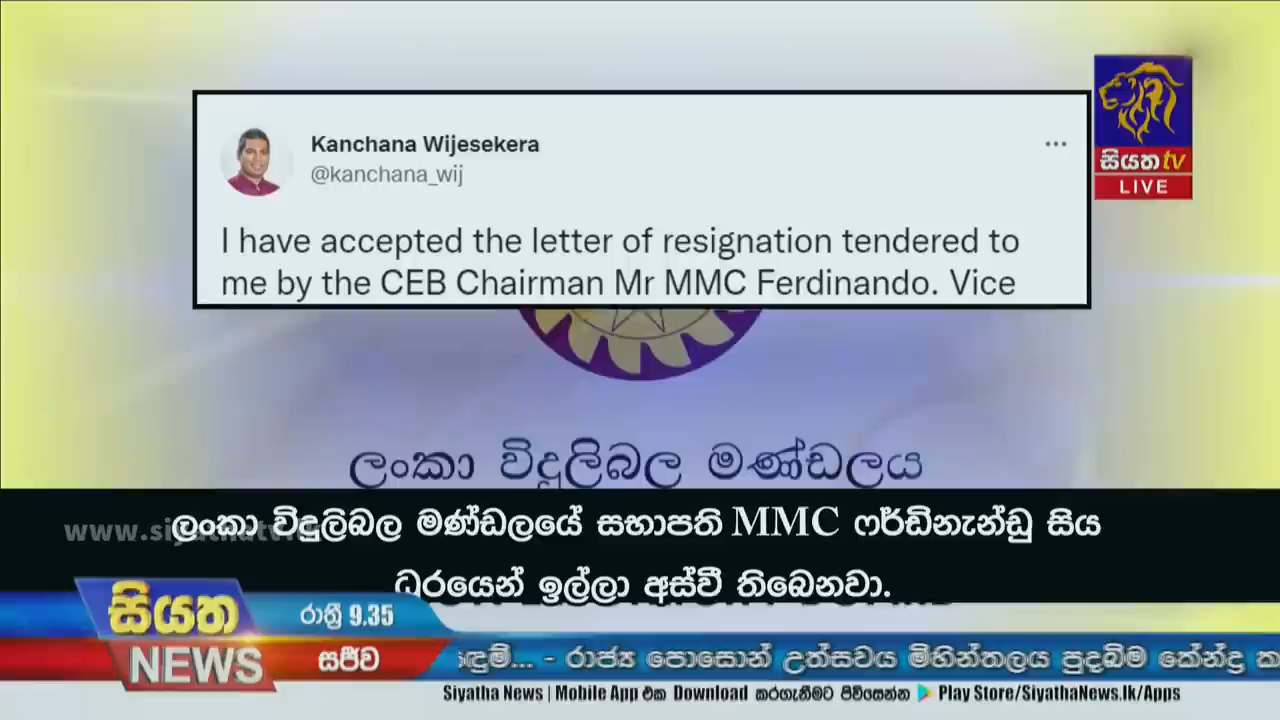 Kanchana Wijesekera
@kanchana_wij
සියත tv
LIVE
I have accepted the letter of resignation tendered to
me by the CEB Chairman Mr MMC Ferdinando. Vice
ලංකා විදුලිබල මණ්ඩලය
www.siyathatv.
ලංකා විදුලිබල මණ්ඩලයේ සභාපති MMC ෆර්ඩිනැන්ඩු සිය
ධුරයෙන් ඉල්ලා අස්වී තිබෙනවා.
සියත
NEWS
රාත්‍රී 9.35
සජීව
... - රාජ්‍ය පොසොන් උත්සවය මිහින්තලය පුදබිම කේන්ද්‍ර
Siyatha News | Mobile App එක Download කරගැනීමට පිවිසෙන්න Play Store/SiyathaNews.lk/Apps